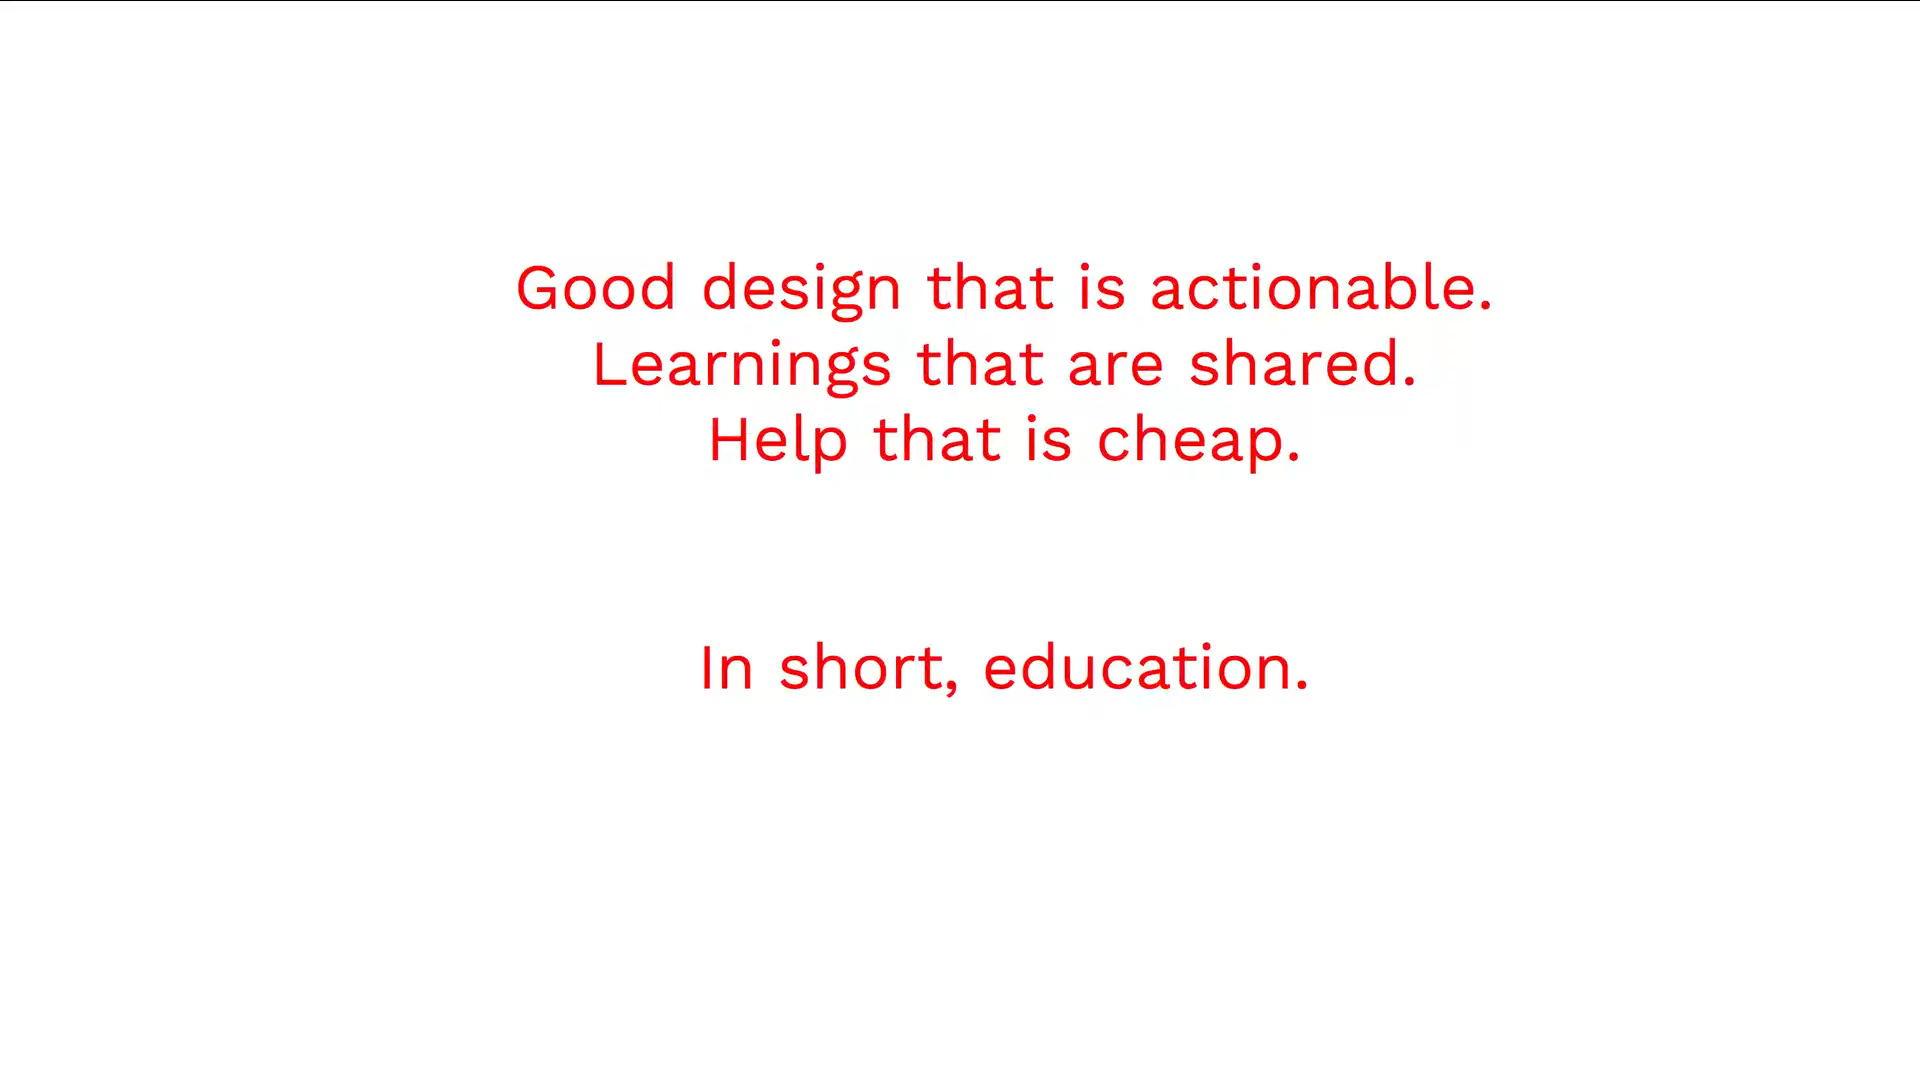 Good design that is actionable.
Learnings that are shared.
Help that is cheap.
In short, education.